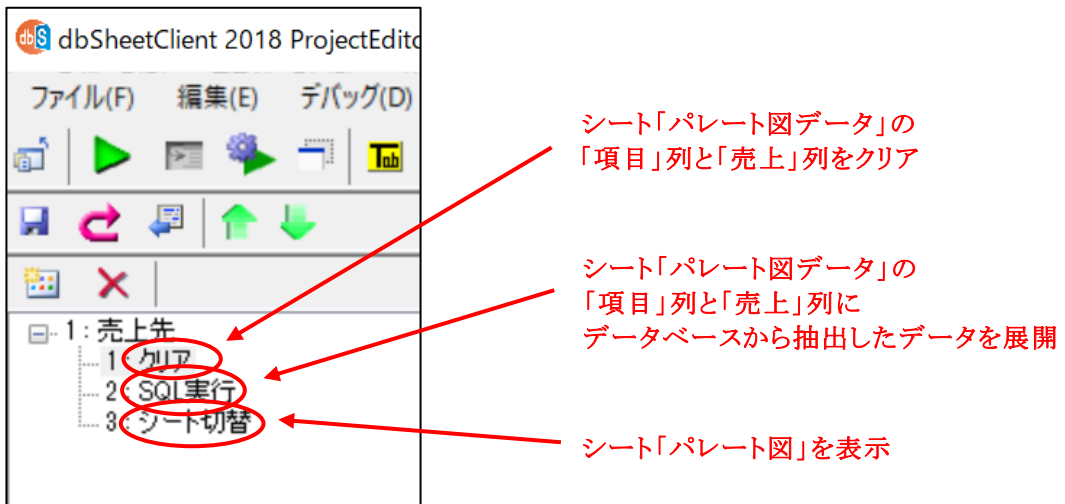 dbSheetClient 2018 ProjectEditc
ファイル(F) 編集(E) デバッグ(D)
Tab
1 : 売上先
1 : クリア
2 : SQL実行
3 : シート切替
シート「パレート図データ」の
「項目」列と「売上」列をクリア
シート「パレート図データ」の
「項目」列と「売上」列に
データベースから抽出したデータを展開
シート「パレート図」を表示